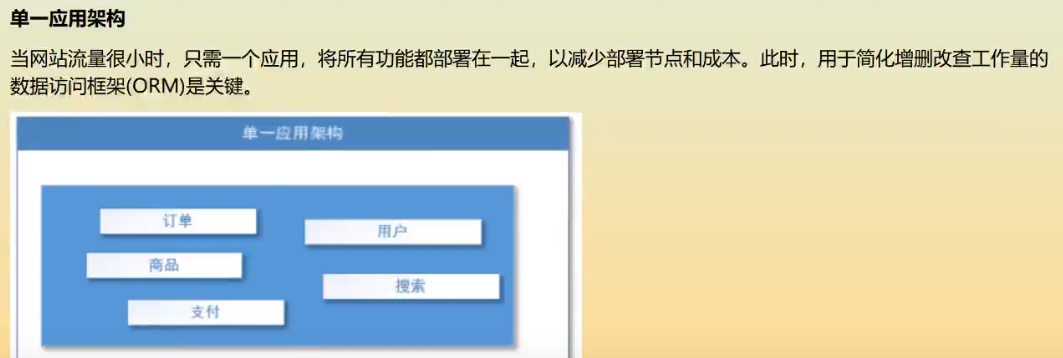 单一应用架构
当网站流量很小时，只需一个应用，将所有功能都部署在一起，以减少部署节点和成本。此时，用于简化增删改查工作量的
数据访问框架(ORM)是关键。
单一应用架构
订单
用户
商品
搜索
支付